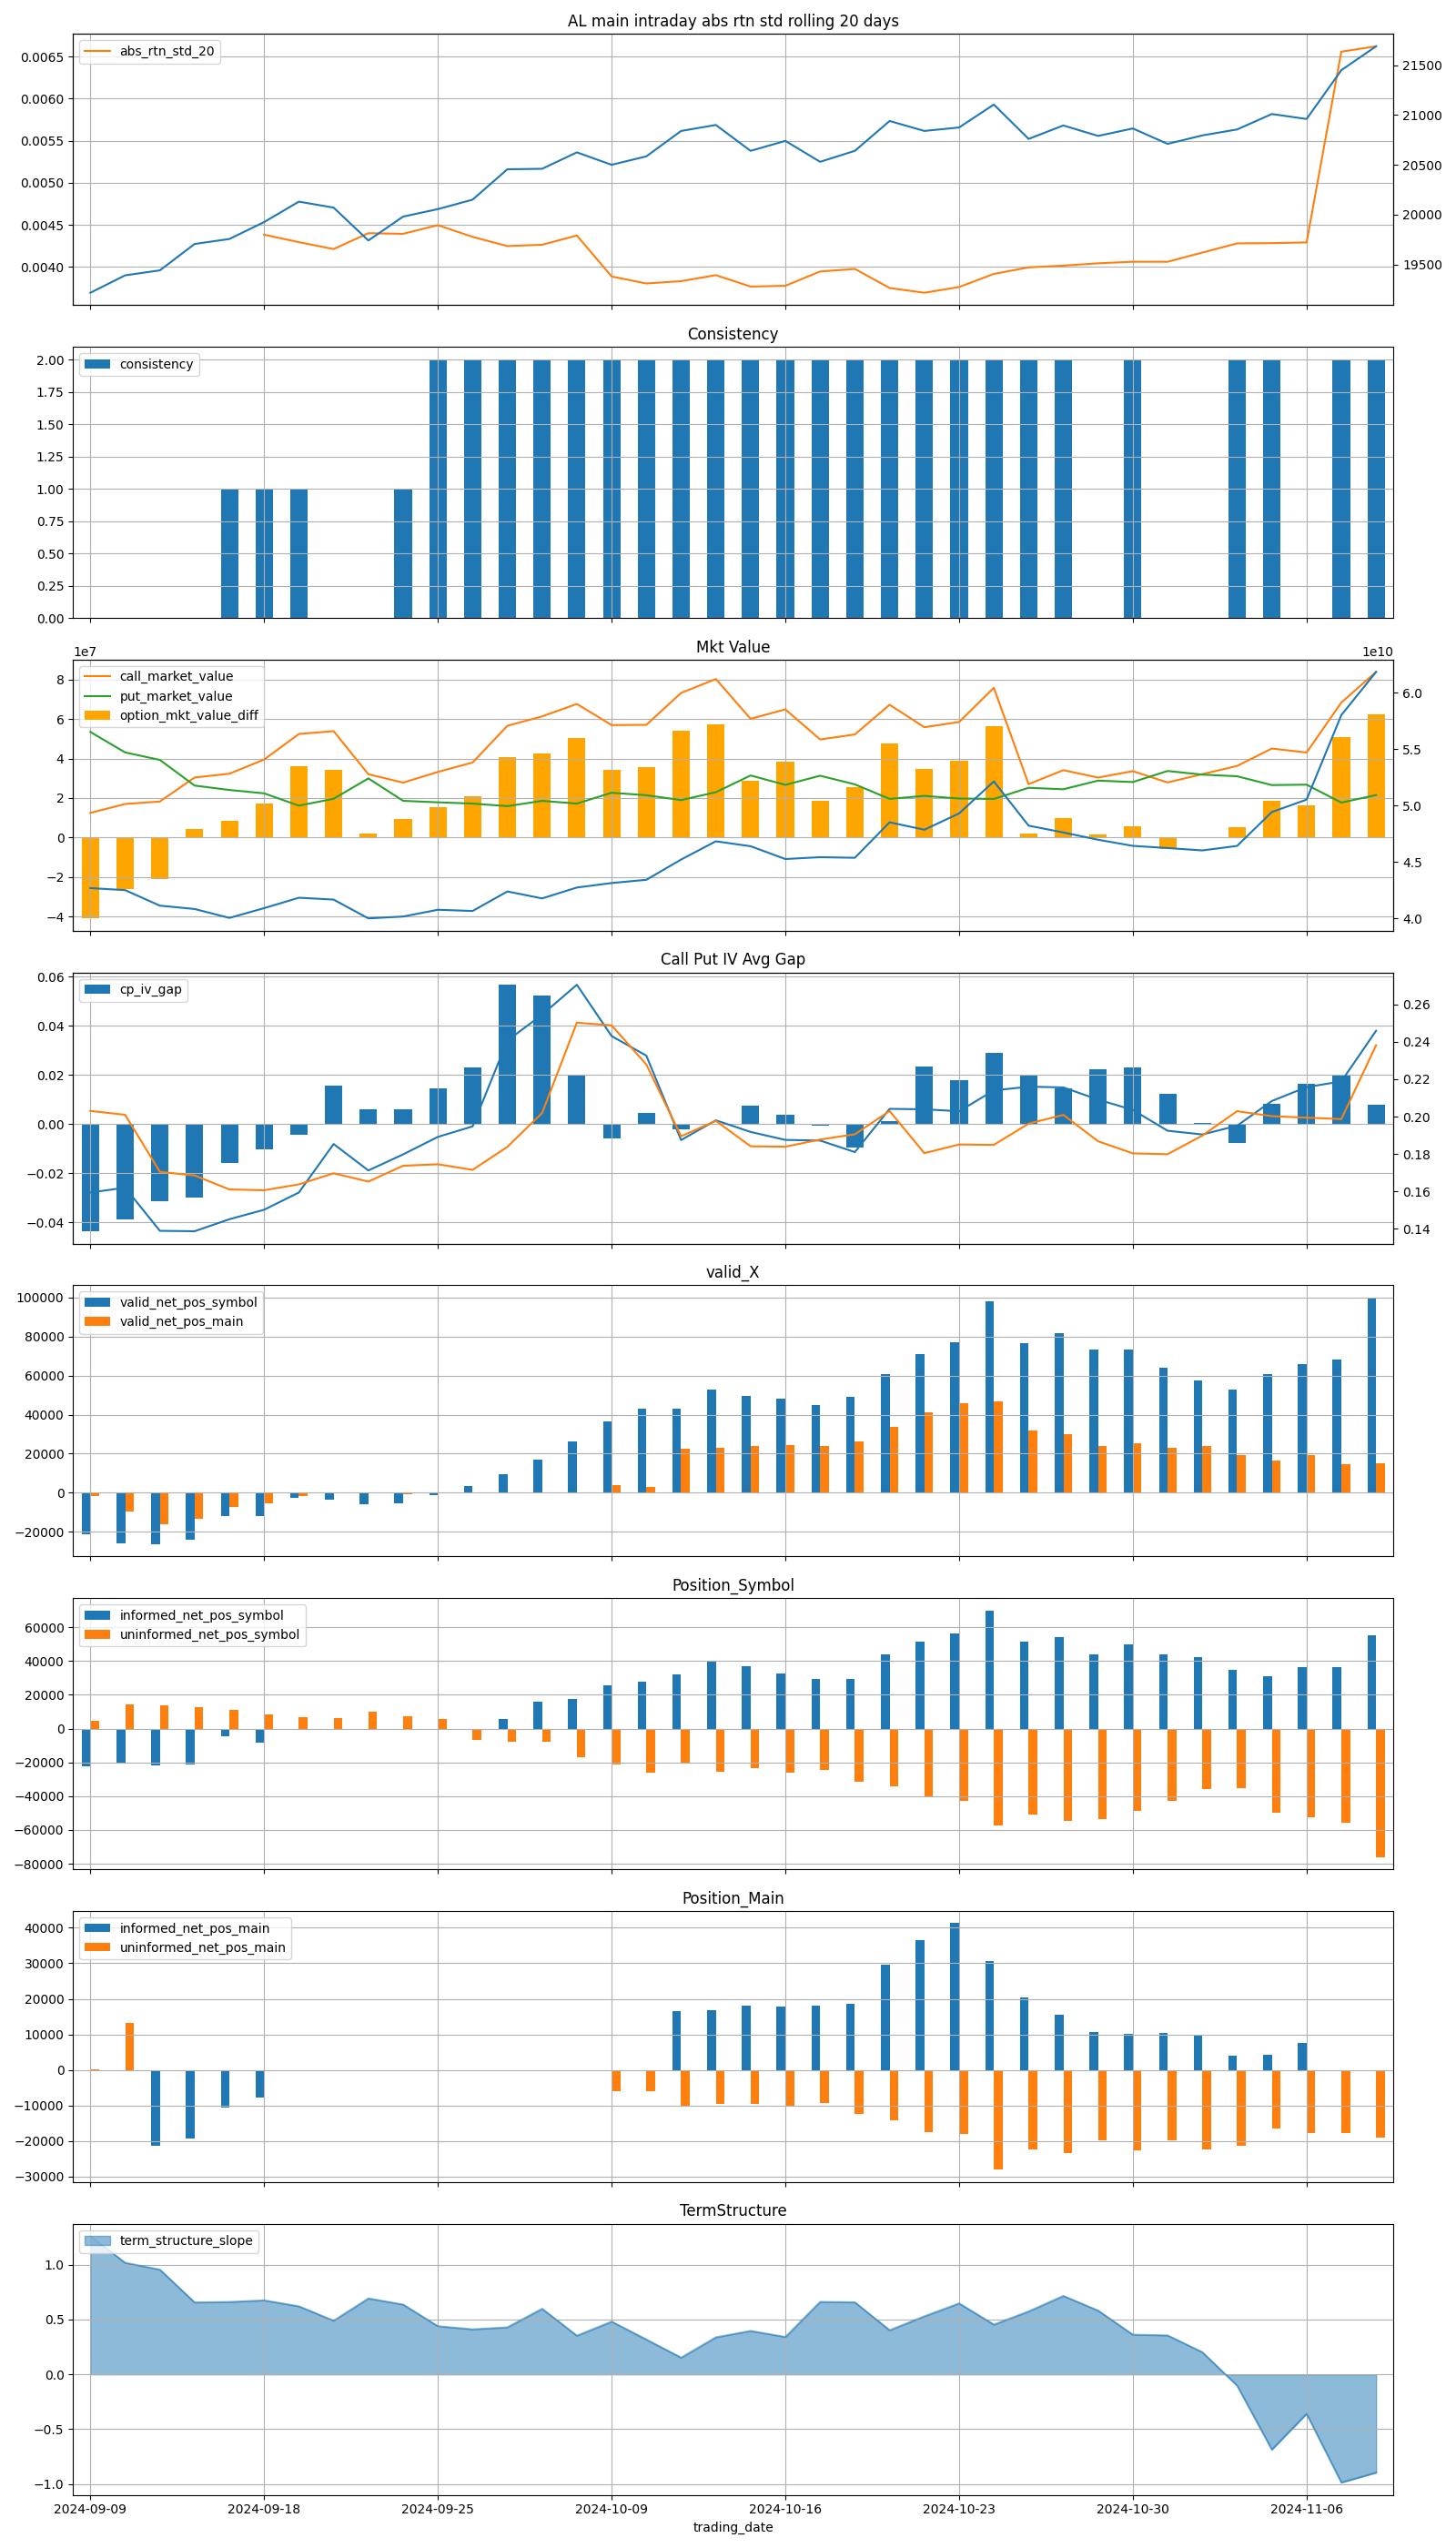 AL main intraday abs rtn std rolling 20 days
abs_rtn_std_20
0.0065
0.0060
0.0055
0.0050
0.0045
0.0040
21500
21000
20500
20000
19500
Consistency
consistency
2.00
1.75
1.50
1.25
1.00
0.75
0.50
0.25
0.00
Mkt Value
1e7
1e10
call_market_value
put_market_value
option_mkt_value_diff
8
6
4
2
0
−2
−4
6.0
5.5
5.0
4.5
4.0
Call Put IV Avg Gap
cp_iv_gap
0.06
0.04
0.02
0.00
−0.02
−0.04
0.26
0.24
0.22
0.20
0.18
0.16
0.14
valid_X
valid_net_pos_symbol
valid_net_pos_main
100000
80000
60000
40000
20000
0
−20000
Position_Symbol
informed_net_pos_symbol
uninformed_net_pos_symbol
60000
40000
20000
0
−20000
−40000
−60000
−80000
Position_Main
informed_net_pos_main
uninformed_net_pos_main
40000
30000
20000
10000
0
−10000
−20000
−30000
TermStructure
term_structure_slope
1.0
0.5
0.0
−0.5
−1.0
2024-09-09 2024-09-18 2024-09-25 2024-10-09 2024-10-16 2024-10-23 2024-10-30 2024-11-06
trading_date